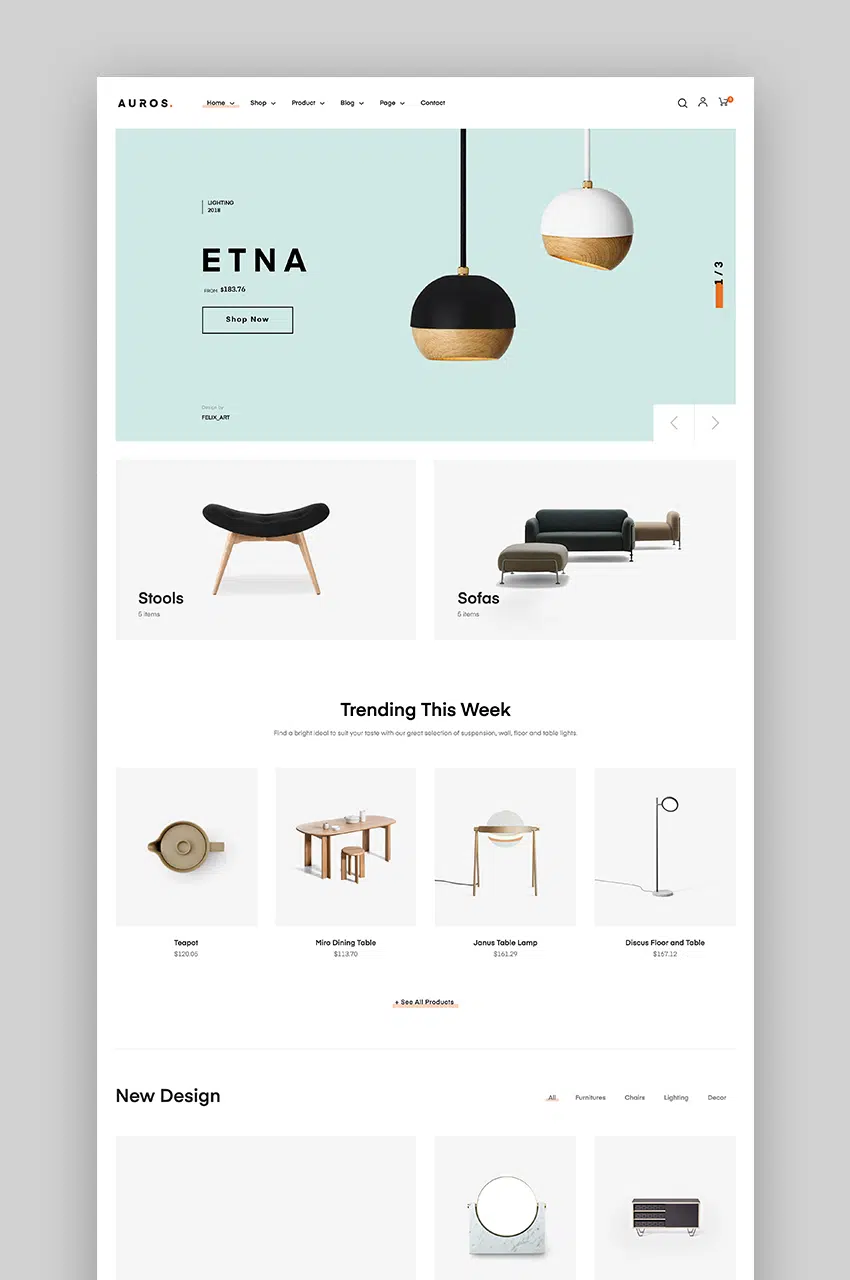 AUROS.
Home Shop Product Blog Page Contact
0
LIGHTING
2018
ETNA
FROM $183.76
Shop Now
1 / 3
Design by
FELIX_ART
Stools
5 items
Sofas
5 items
Trending This Week
Find a bright ideal to suit your taste with our great selection of suspension, wall, floor and table lights.
Teapot
$120.05
Miro Dining Table
$113.70
Janus Table Lamp
$161.29
Discus Floor and Table
$167.12
+ See All Products
New Design
All Furnitures Chairs Lighting Decor